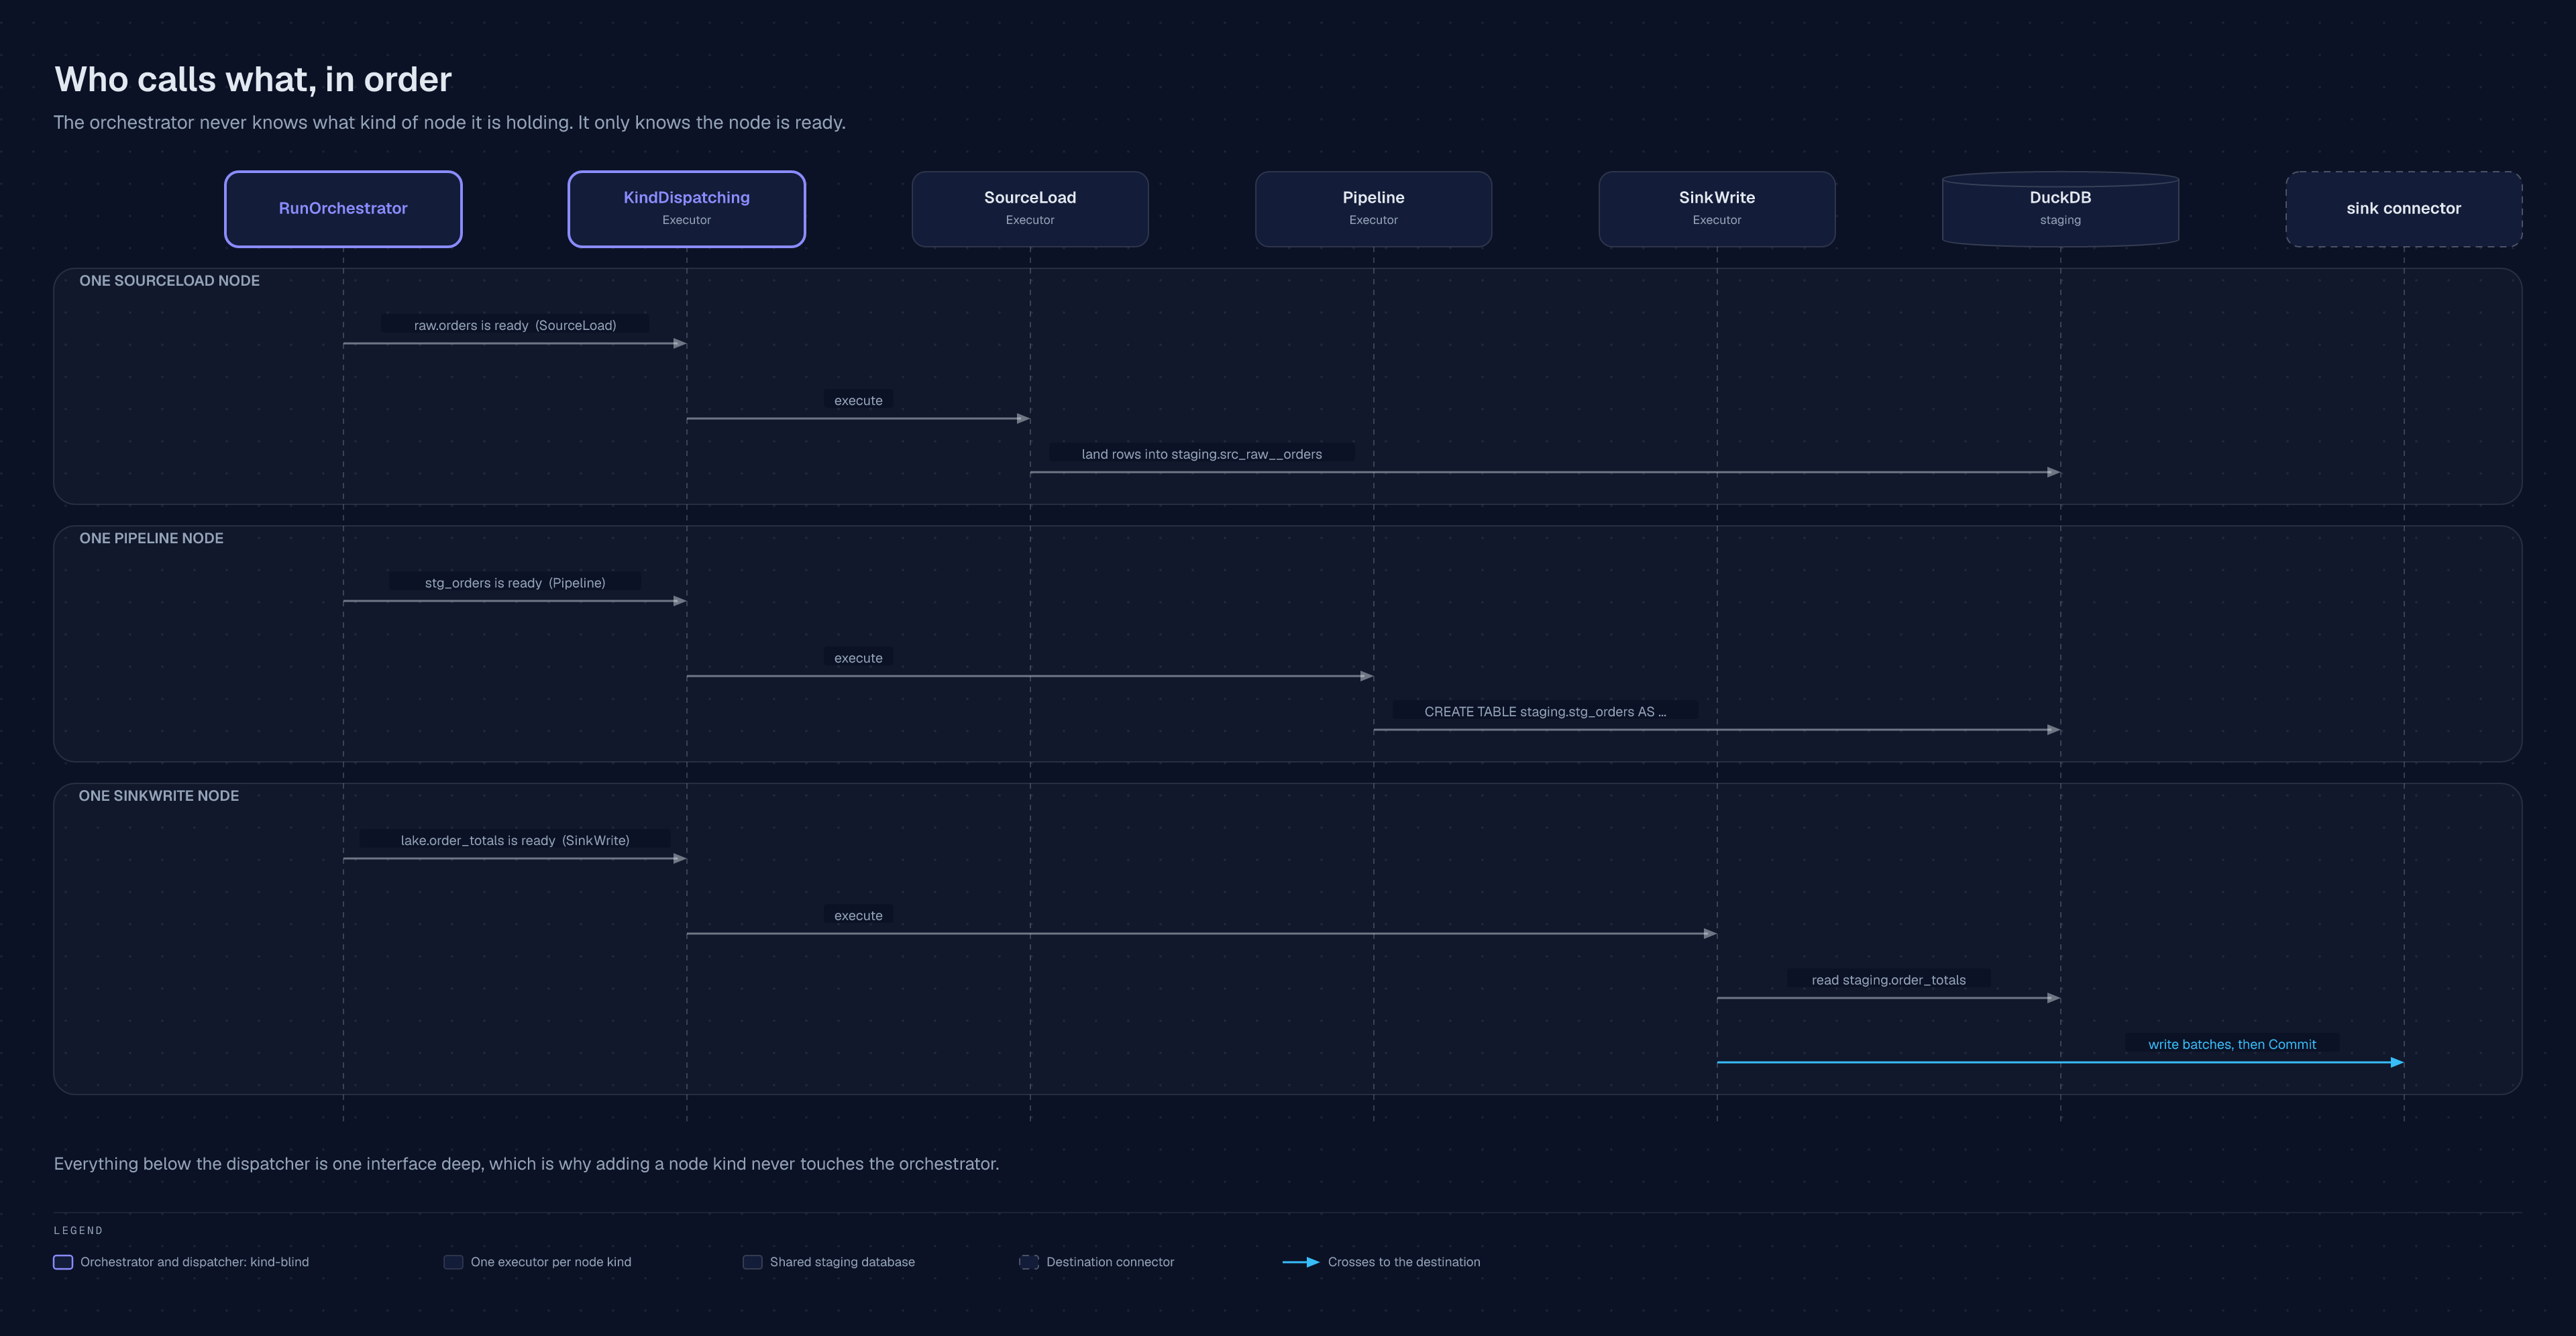 Who calls what, in order
The orchestrator never knows what kind of node it is holding. It only knows the node is ready.
RunOrchestrator
KindDispatching
Executor
SourceLoad
Executor
Pipeline
Executor
SinkWrite
Executor
DuckDB
staging
sink connector
ONE SOURCELOAD NODE
raw.orders is ready (SourceLoad)
execute
land rows into staging.src_raw__orders
ONE PIPELINE NODE
stg_orders is ready (Pipeline)
execute
CREATE TABLE staging.stg_orders AS ...
ONE SINKWRITE NODE
lake.order_totals is ready (SinkWrite)
execute
read staging.order_totals
write batches, then Commit
Everything below the dispatcher is one interface deep, which is why adding a node kind never touches the orchestrator.
LEGEND
Orchestrator and dispatcher: kind-blind
One executor per node kind
Shared staging database
Destination connector
Crosses to the destination